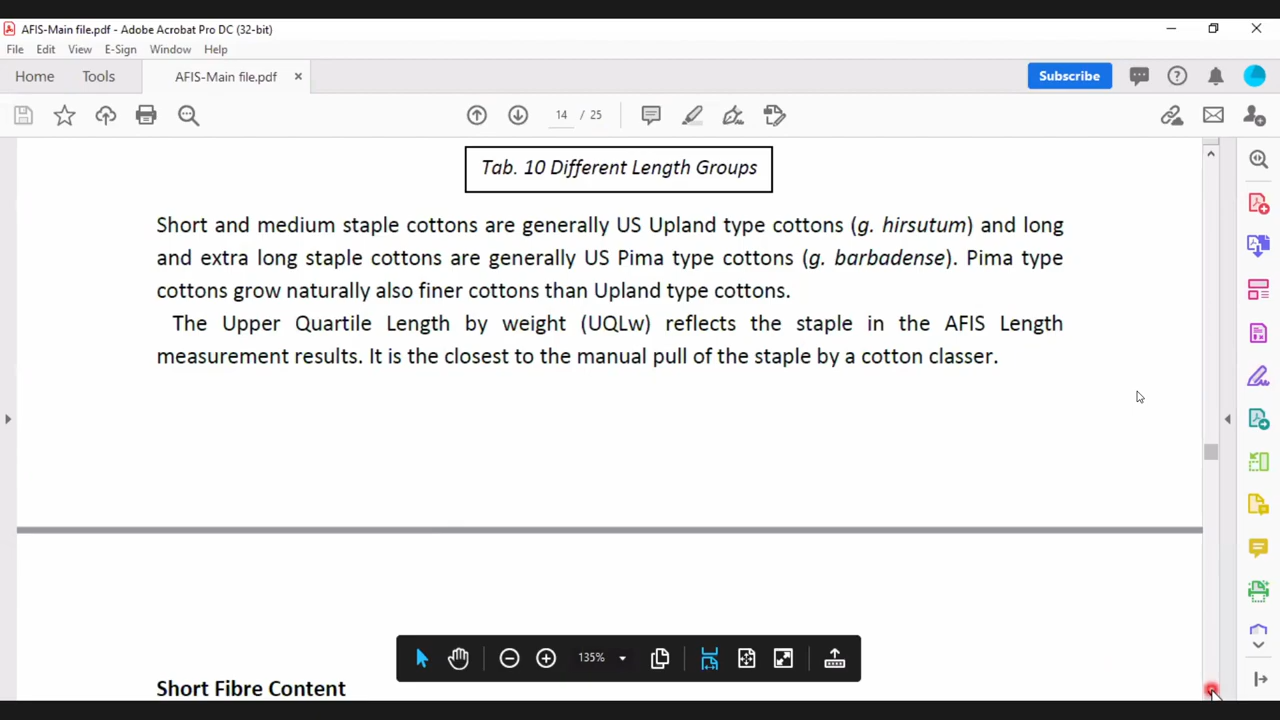 AFIS-Main file.pdf - Adobe Acrobat Pro DC (32-bit)
File Edit View E-Sign Window Help
Home Tools AFIS-Main file.pdf × Subscribe
14 / 25
Tab. 10 Different Length Groups
Short and medium staple cottons are generally US Upland type cottons (g. hirsutum) and long
and extra long staple cottons are generally US Pima type cottons (g. barbadense). Pima type
cottons grow naturally also finer cottons than Upland type cottons.
The Upper Quartile Length by weight (UQLw) reflects the staple in the AFIS Length
measurement results. It is the closest to the manual pull of the staple by a cotton classer.
135%
Short Fibre Content